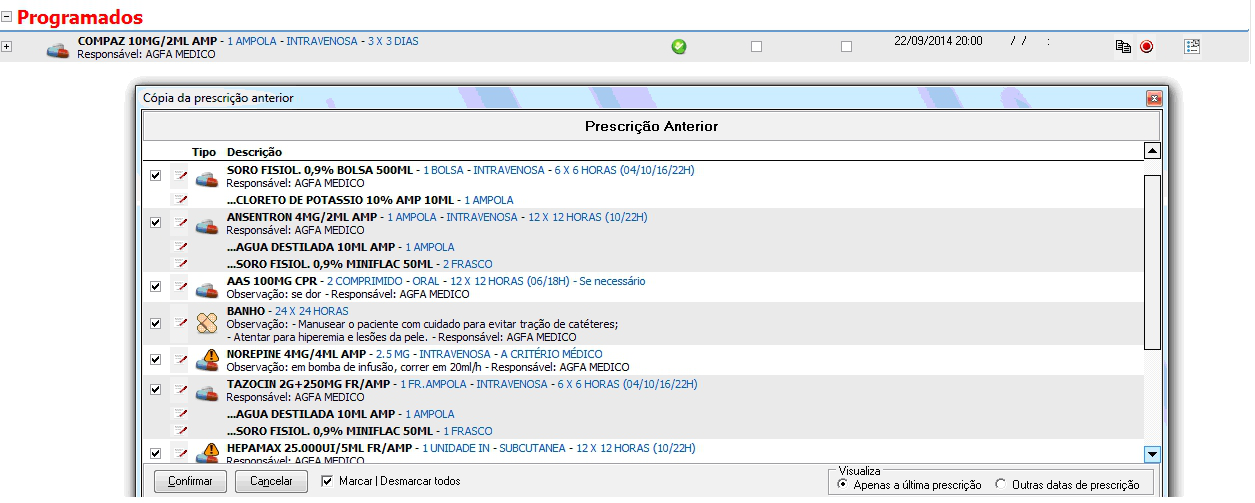 Programados
COMPAZ 10MG/2ML AMP - 1 AMPOLA - INTRAVENOSA - 3 X 3 DIAS
Responsável: AGFA MEDICO
22/09/2014 20:00 / / :
Cópia da prescrição anterior
Prescrição Anterior
Tipo Descrição
SORO FISIOL. 0,9% BOLSA 500ML - 1 BOLSA - INTRAVENOSA - 6 X 6 HORAS (04/10/16/22H)
Responsável: AGFA MEDICO
...CLORETO DE POTASSIO 10% AMP 10ML - 1 AMPOLA
ANSENTRON 4MG/2ML AMP - 1 AMPOLA - INTRAVENOSA - 12 X 12 HORAS (10/22H)
Responsável: AGFA MEDICO
...AGUA DESTILADA 10ML AMP - 1 AMPOLA
...SORO FISIOL. 0,9% MINIFLAC 50ML - 2 FRASCO
AAS 100MG CPR - 2 COMPRIMIDO - ORAL - 12 X 12 HORAS (06/18H) - Se necessário
Observação: se dor - Responsável: AGFA MEDICO
BANHO - 24 X 24 HORAS
Observação: - Manusear o paciente com cuidado para evitar tração de catéteres;
- Atentar para hiperemia e lesões da pele. - Responsável: AGFA MEDICO
NOREPINE 4MG/4ML AMP - 2.5 MG - INTRAVENOSA - A CRITÉRIO MÉDICO
Observação: em bomba de infusão, correr em 20ml/h - Responsável: AGFA MEDICO
TAZOCIN 2G+250MG FR/AMP - 1 FR.AMPOLA - INTRAVENOSA - 6 X 6 HORAS (04/10/16/22H)
Responsável: AGFA MEDICO
...AGUA DESTILADA 10ML AMP - 1 AMPOLA
...SORO FISIOL. 0,9% MINIFLAC 50ML - 1 FRASCO
HEPAMAX 25.000UI/5ML FR/AMP - 1 UNIDADE IN - SUBCUTANEA - 12 X 12 HORAS (10/22H)
Responsável: AGFA MEDICO
Confirmar Cancelar Marcar | Desmarcar todos
Visualiza
Apenas a última prescrição Outras datas de prescrição